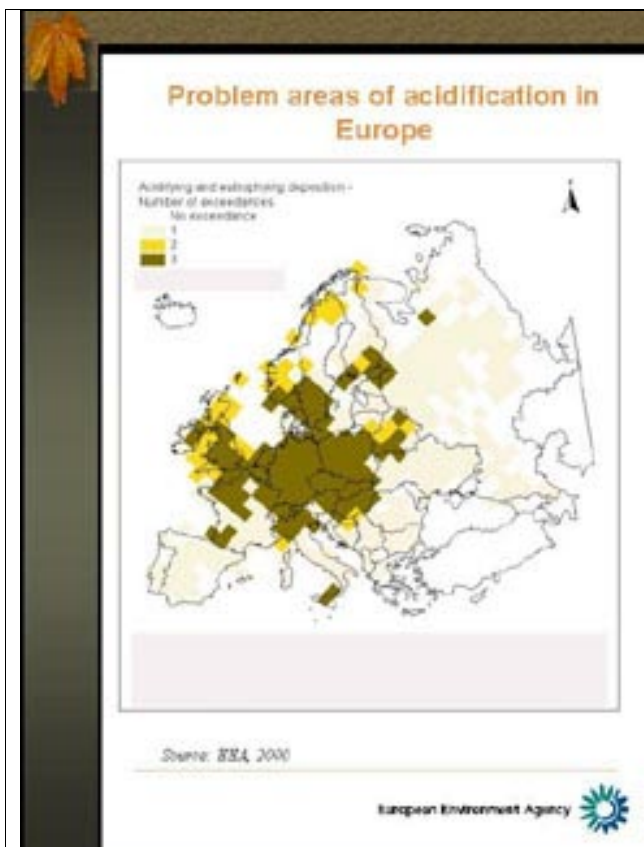 Problem areas of acidification in
Europe
Acidifying and eutrophying deposition -
Number of exceedances
No exceedance
1
2
3
Source: EEA, 2000
European Environment Agency